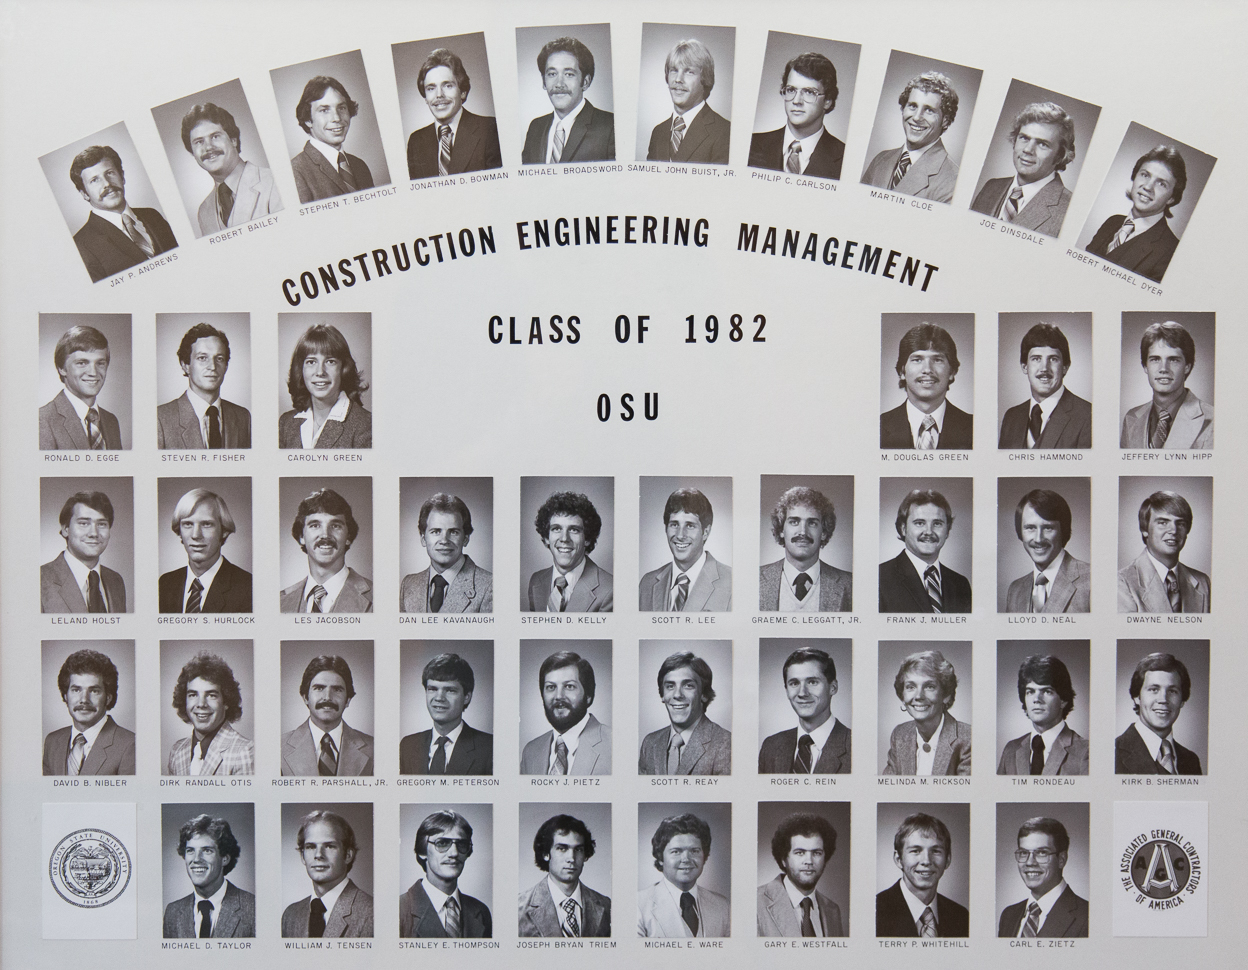 JAY P. ANDREWS
ROBERT BAILEY
STEPHEN T. BECHTOLT
JONATHAN D. BOWMAN
MICHAEL BROADSWORD
SAMUEL JOHN BUIST, JR.
PHILIP C. CARLSON
MARTIN CLOE
JOE DINSDALE
ROBERT MICHAEL DYER
CONSTRUCTION ENGINEERING MANAGEMENT
CLASS OF 1982
OSU
RONALD D. EGGE
STEVEN R. FISHER
CAROLYN GREEN
M. DOUGLAS GREEN
CHRIS HAMMOND
JEFFERY LYNN HIPP
LELAND HOLST
GREGORY S. HURLOCK
LES JACOBSON
DAN LEE KAVANAUGH
STEPHEN D. KELLY
SCOTT R. LEE
GRAEME C. LEGGATT, JR.
FRANK J. MULLER
LLOYD D. NEAL
DWAYNE NELSON
DAVID B. NIBLER
DIRK RANDALL OTIS
ROBERT R. PARSHALL, JR.
GREGORY M. PETERSON
ROCKY J. PIETZ
SCOTT R. REAY
ROGER C. REIN
MELINDA M. RICKSON
TIM RONDEAU
KIRK B. SHERMAN
OREGON STATE UNIVERSITY
1868
MICHAEL D. TAYLOR
WILLIAM J. TENSEN
STANLEY E. THOMPSON
JOSEPH BRYAN TRIEM
MICHAEL E. WARE
GARY E. WESTFALL
TERRY P. WHITEHILL
CARL E. ZIETZ
THE ASSOCIATED GENERAL CONTRACTORS
OF AMERICA
AGC